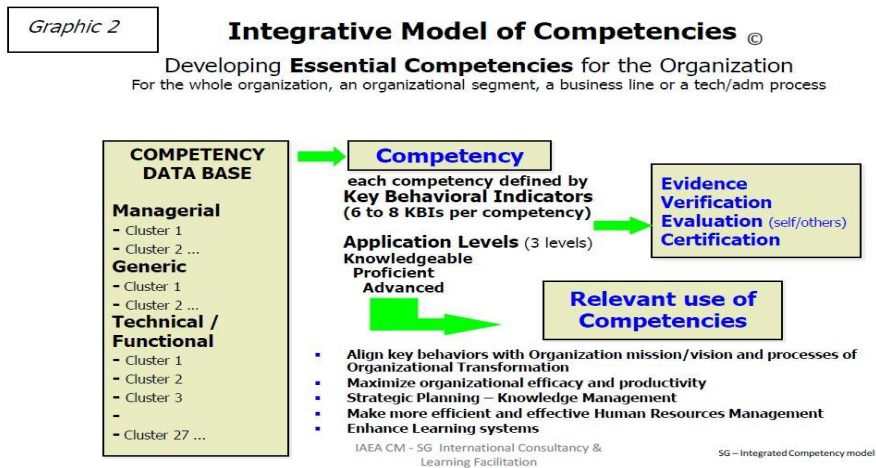 Graphic 2
Integrative Model of Competencies ©
Developing Essential Competencies for the Organization
For the whole organization, an organizational segment, a business line or a tech/adm process
COMPETENCY
DATA BASE
Managerial
- Cluster 1
- Cluster 2 ...
Generic
- Cluster 1
- Cluster 2 ...
Technical /
Functional
- Cluster 1
- Cluster 2
- Cluster 3
-
- Cluster 27 ...
Competency
each competency defined by
Key Behavioral Indicators
(6 to 8 KBIs per competency)
Application Levels (3 levels)
Knowledgeable
Proficient
Advanced
Evidence
Verification
Evaluation (self/others)
Certification
Relevant use of
Competencies
▪ Align key behaviors with Organization mission/vision and processes of
Organizational Transformation
▪ Maximize organizational efficacy and productivity
▪ Strategic Planning – Knowledge Management
▪ Make more efficient and effective Human Resources Management
▪ Enhance Learning systems
IAEA CM - SG International Consultancy &
Learning Facilitation
SG – Integrated Competency model